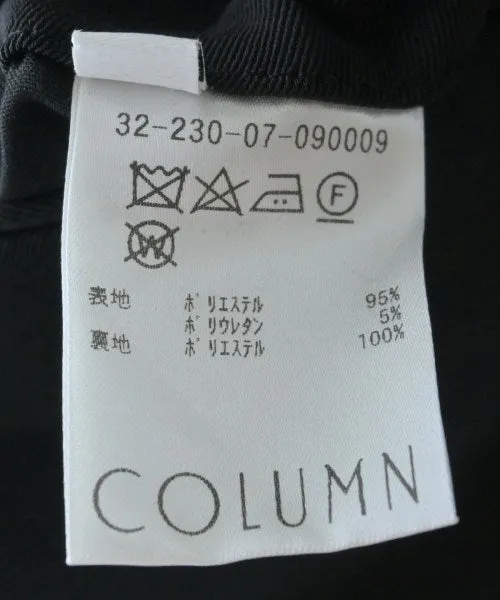 32-230-07-090009
F
W
表地 ポリエステル 95%
ポリウレタン 5%
裏地 ポリエステル 100%
COLUMN